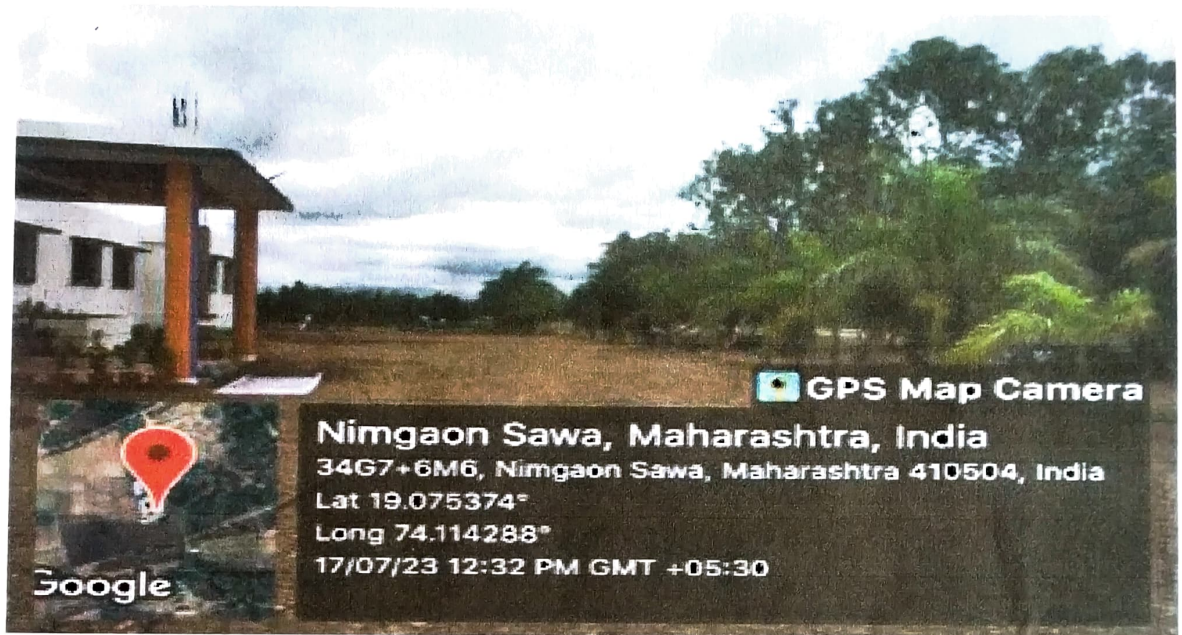 GPS Map Camera
Nimgaon Sawa, Maharashtra, India
34G7+6M6, Nimgaon Sawa, Maharashtra 410504, India
Lat 19.075374°
Long 74.114288°
17/07/23 12:32 PM GMT +05:30
Google